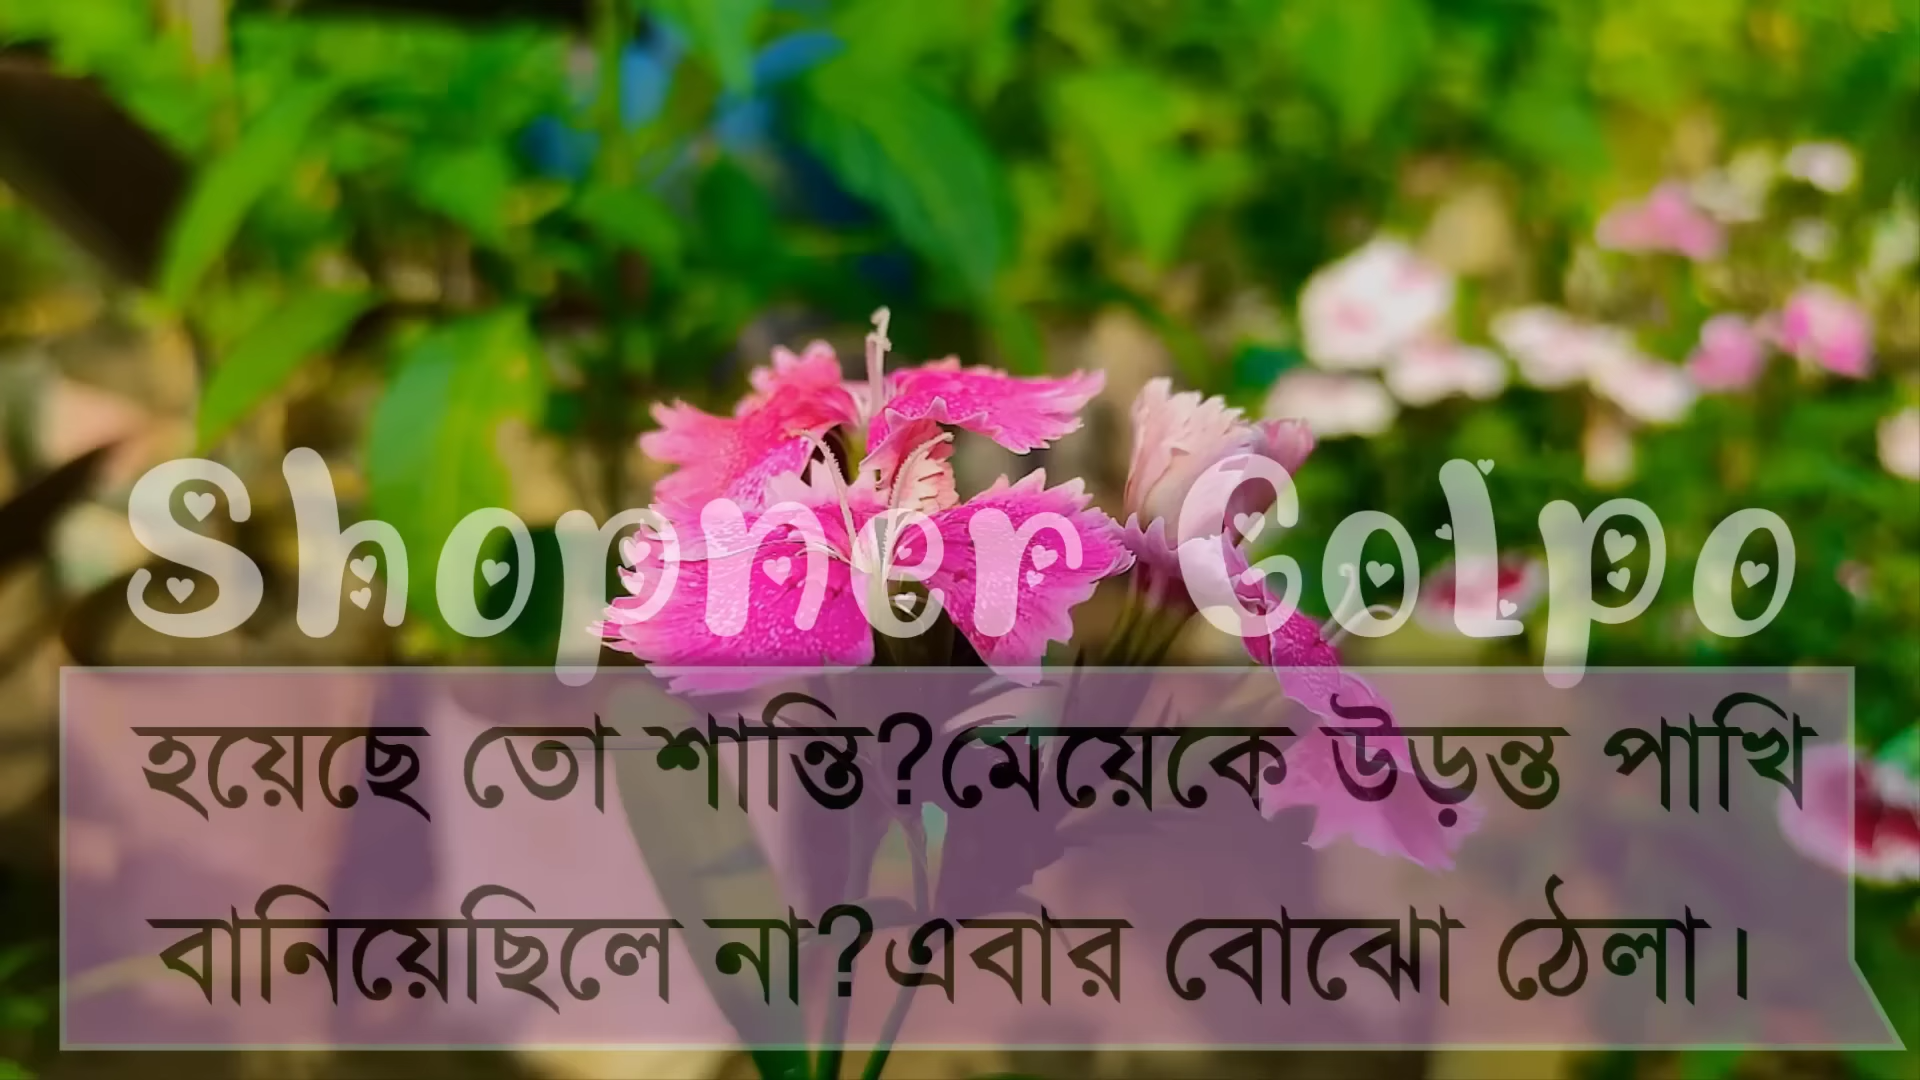 Shopner Golpo
হয়েছে তো শান্তি?মেয়েকে উড়ন্ত পাখি
বানিয়েছিলে না?এবার বোঝো ঠেলা।